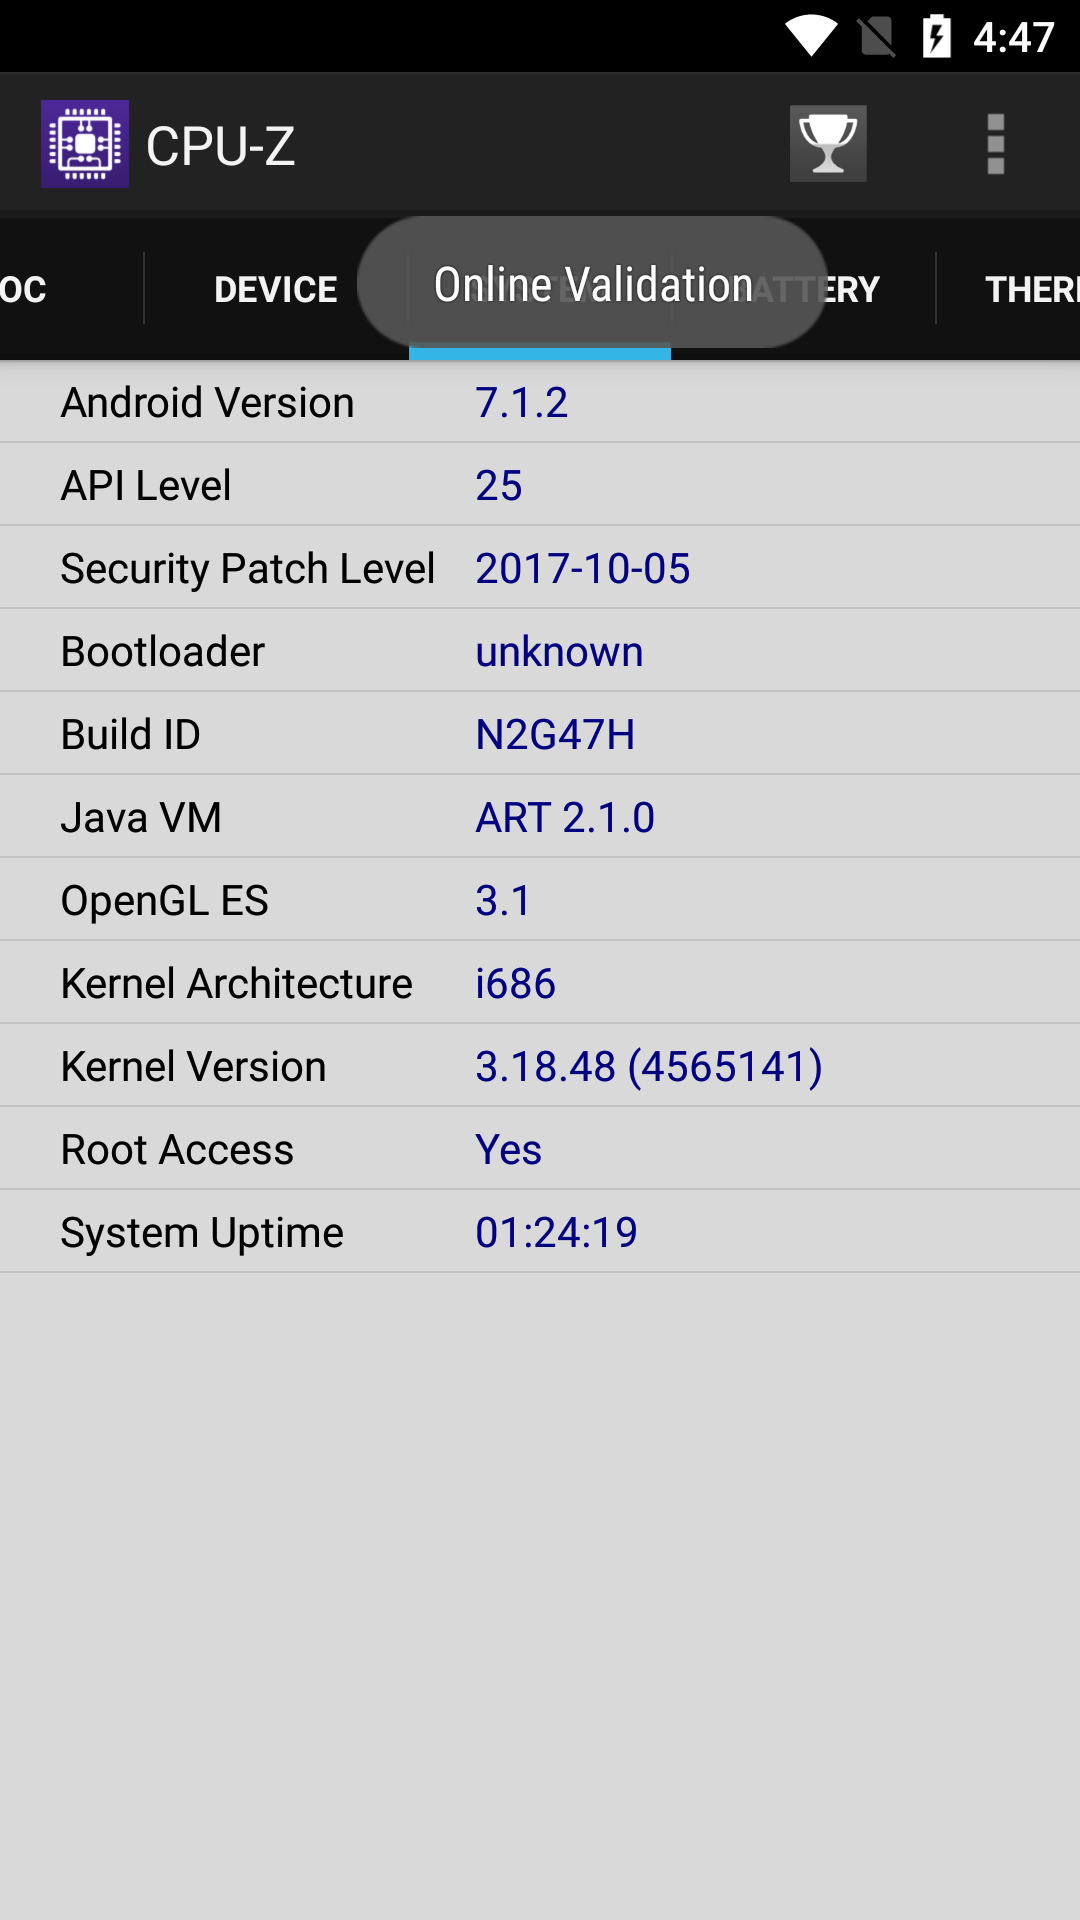 4:47
CPU-Z
OC DEVICE Online Validation BATTERY THER
Android Version 7.1.2
API Level 25
Security Patch Level 2017-10-05
Bootloader unknown
Build ID N2G47H
Java VM ART 2.1.0
OpenGL ES 3.1
Kernel Architecture i686
Kernel Version 3.18.48 (4565141)
Root Access Yes
System Uptime 01:24:19